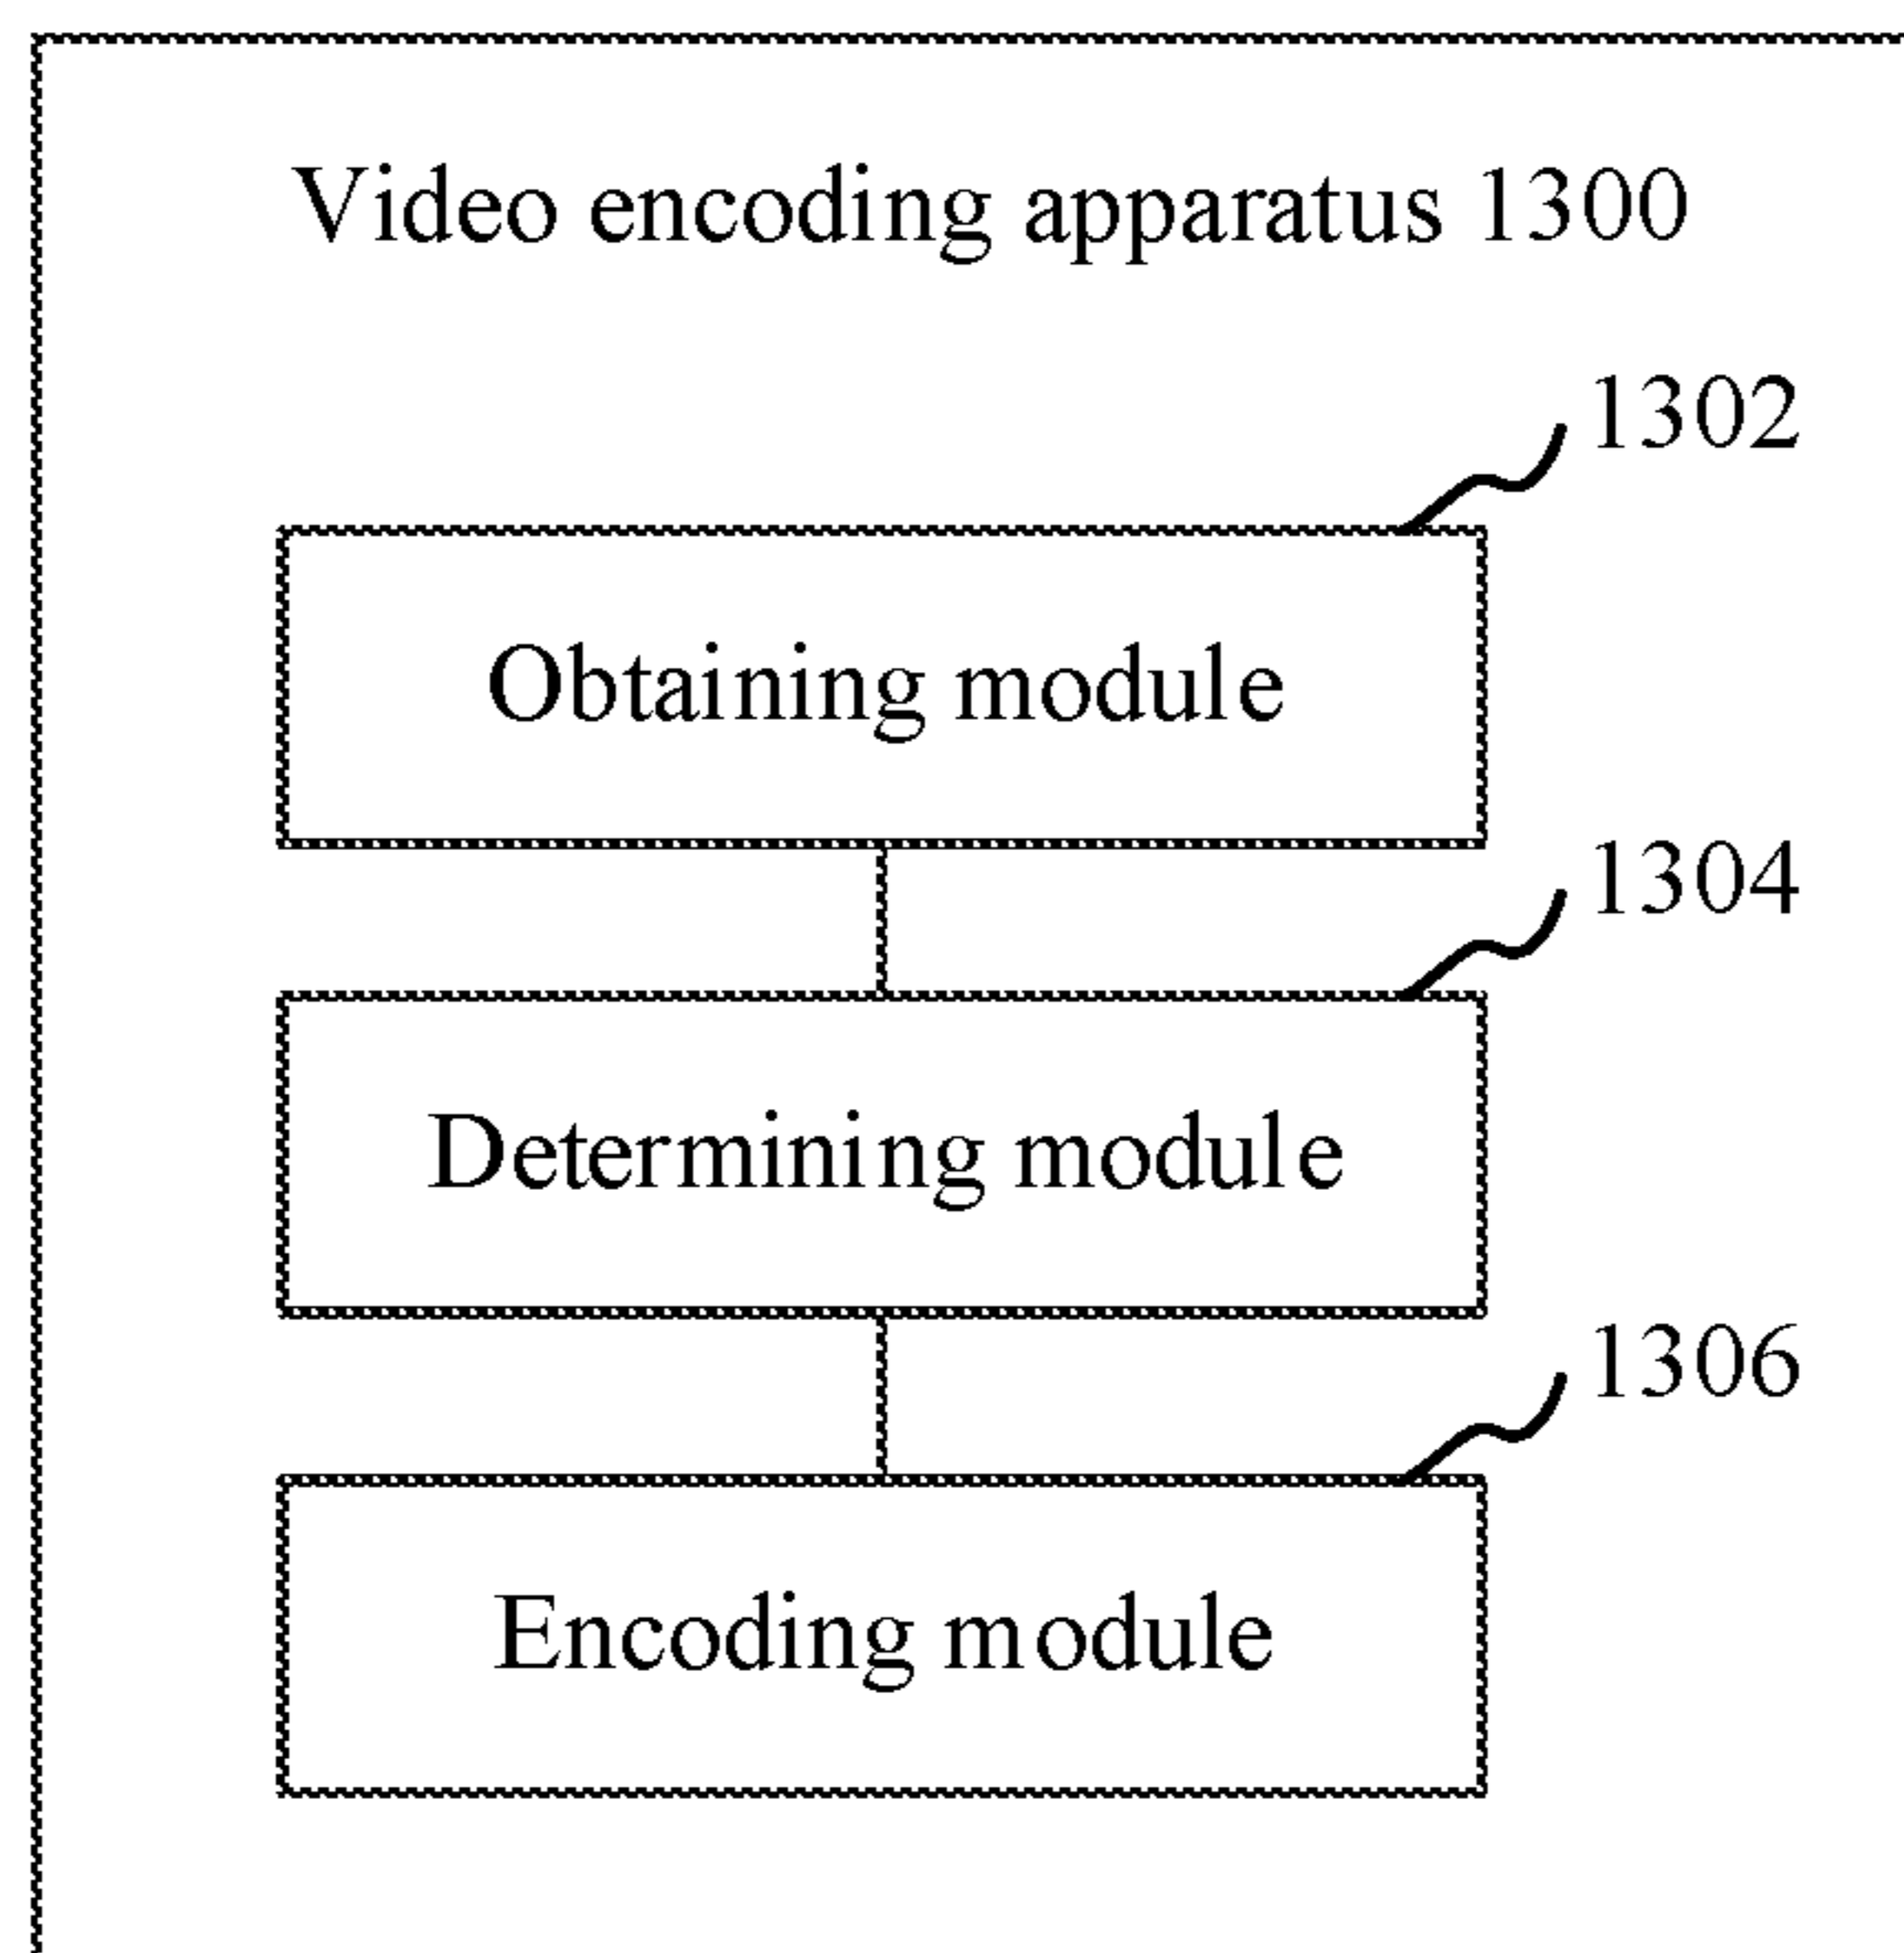 Video encoding apparatus 1300
1302
Obtaining module
1304
Determining module
1306
Encoding module